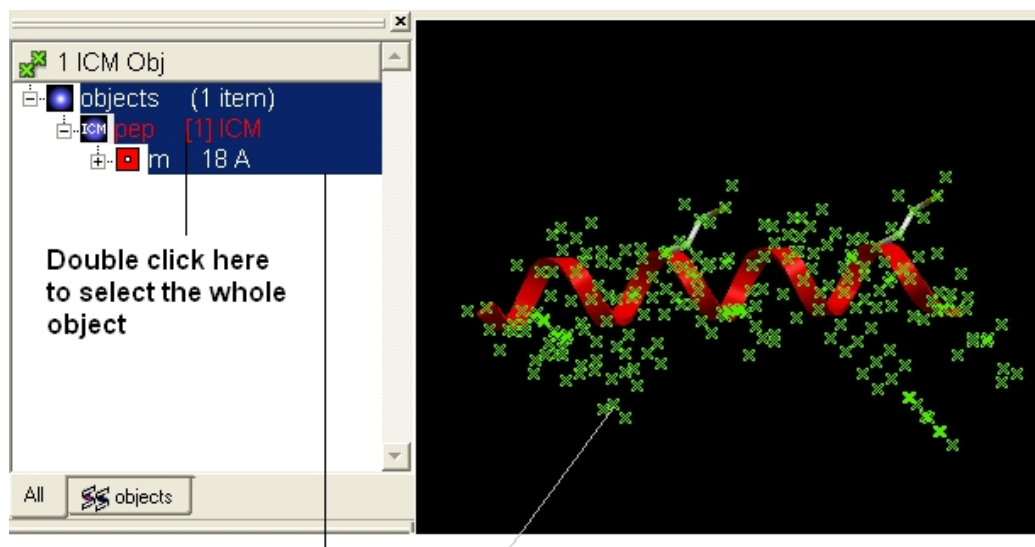 1 ICM Obj
objects (1 item)
ICM pep [1] ICM
m 18 A
Double click here
to select the whole
object
All objects